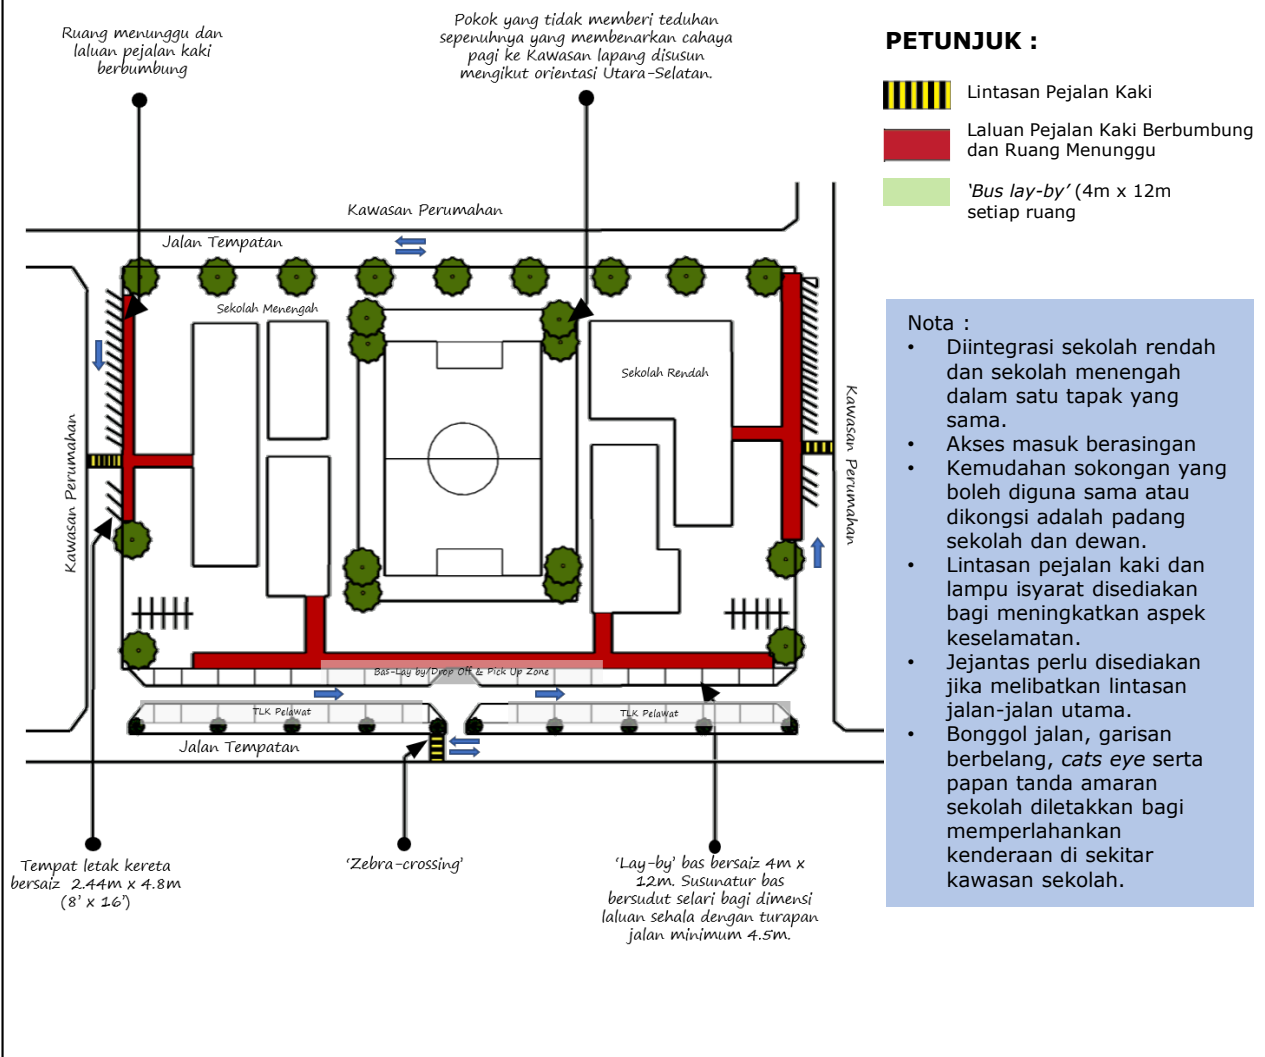 Ruang menunggu dan
laluan pejalan kaki
berbumbung
Pokok yang tidak memberi teduhan
sepenuhnya yang membenarkan cahaya
pagi ke Kawasan lapang disusun
mengikut orientasi Utara-Selatan.
PETUNJUK :
Lintasan Pejalan Kaki
Laluan Pejalan Kaki Berbumbung
dan Ruang Menunggu
‘Bus lay-by’ (4m x 12m
setiap ruang
Kawasan Perumahan
Jalan Tempatan
Sekolah Menengah
Sekolah Rendah
Kawasan Perumahan
Kawasan Perumahan
Bas-Lay by/Drop Off & Pick Up Zone
TLK Pelawat
TLK Pelawat
Jalan Tempatan
Tempat letak kereta
bersaiz 2.44m x 4.8m
(8’ x 16’)
‘Zebra-crossing’
‘Lay-by’ bas bersaiz 4m x
12m. Susunatur bas
bersudut selari bagi dimensi
laluan sehala dengan turapan
jalan minimum 4.5m.
Nota :
• Diintegrasi sekolah rendah
dan sekolah menengah
dalam satu tapak yang
sama.
• Akses masuk berasingan
• Kemudahan sokongan yang
boleh diguna sama atau
dikongsi adalah padang
sekolah dan dewan.
• Lintasan pejalan kaki dan
lampu isyarat disediakan
bagi meningkatkan aspek
keselamatan.
• Jejantas perlu disediakan
jika melibatkan lintasan
jalan-jalan utama.
• Bonggol jalan, garisan
berbelang, cats eye serta
papan tanda amaran
sekolah diletakkan bagi
memperlahankan
kenderaan di sekitar
kawasan sekolah.